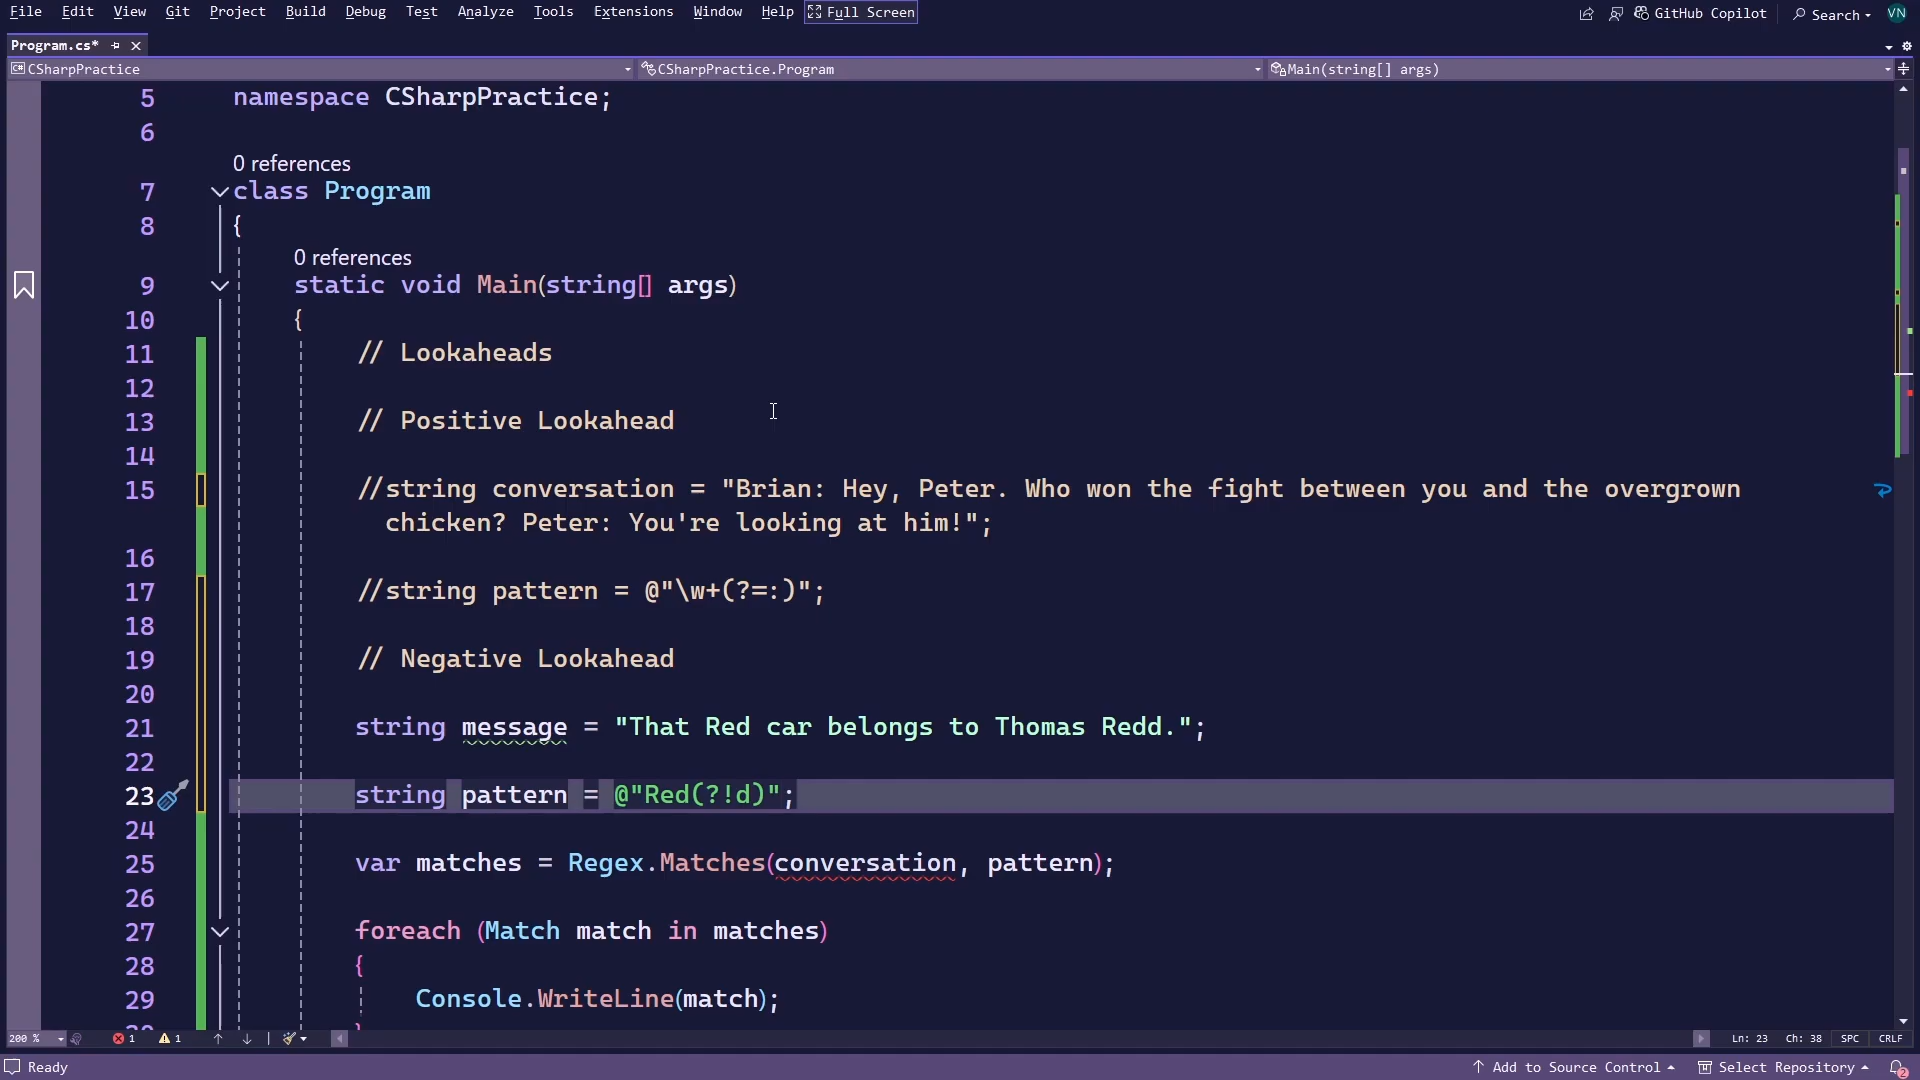 File Edit View Git Project Build Debug Test Analyze Tools Extensions Window Help Full Screen GitHub Copilot Search VN
Program.cs*
CSharpPractice CSharpPractice.Program Main(string[] args)
5 namespace CSharpPractice;
6
0 references
7 class Program
8 {
0 references
9 static void Main(string[] args)
10 {
11 // Lookaheads
12
13 // Positive Lookahead
14
15 //string conversation = "Brian: Hey, Peter. Who won the fight between you and the overgrown
chicken? Peter: You're looking at him!";
16
17 //string pattern = @"\w+(?=:)";
18
19 // Negative Lookahead
20
21 string message = "That Red car belongs to Thomas Redd.";
22
23 string pattern = @"Red(?!d)";
24
25 var matches = Regex.Matches(conversation, pattern);
26
27 foreach (Match match in matches)
28 {
29 Console.WriteLine(match);
200 % 1 1 Ln: 23 Ch: 38 SPC CRLF
Ready Add to Source Control Select Repository 2